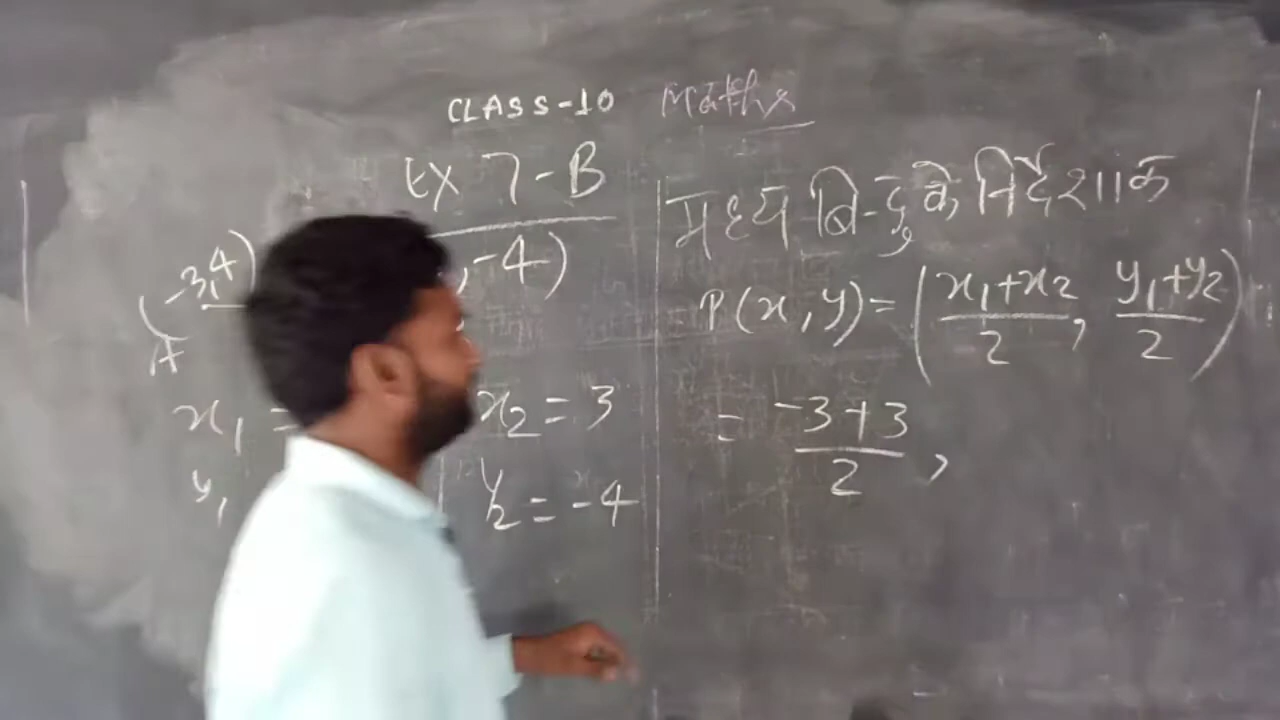 CLASS-10 Maths
Ex 7-B
(-3,4)
A
,-4)
x₁ =
x₂ = 3
y₁
y₂ = -4
मध्य बिन्दु के निर्देशांक
P(x,y) = (x₁+x₂/2, y₁+y₂/2)
= -3+3/2,